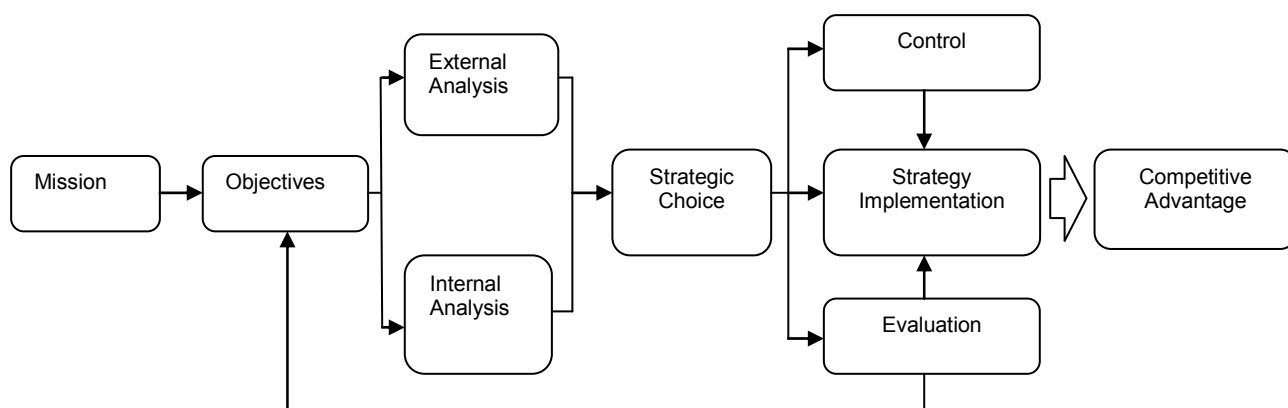 Control
External
Analysis
Mission
Objectives
Strategic
Choice
Strategy
Implementation
Competitive
Advantage
Internal
Analysis
Evaluation